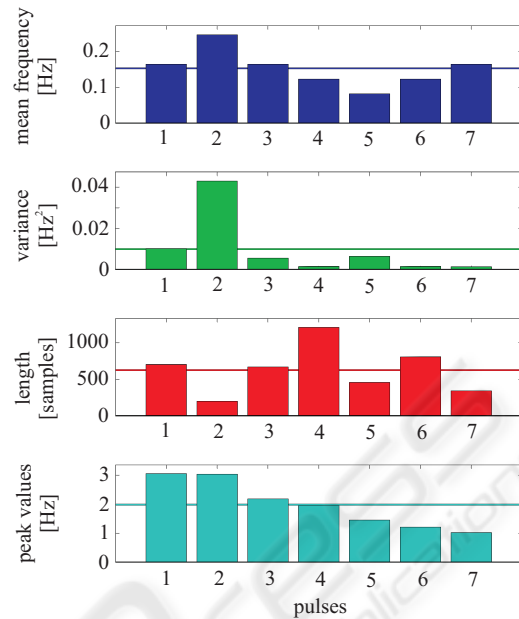 mean frequency
[Hz]
0.2
0.1
0
1 2 3 4 5 6 7
variance
[Hz²]
0.04
0.02
0
1 2 3 4 5 6 7
length
[samples]
1000
500
0
1 2 3 4 5 6 7
peak values
[Hz]
3
2
1
0
1 2 3 4 5 6 7
pulses